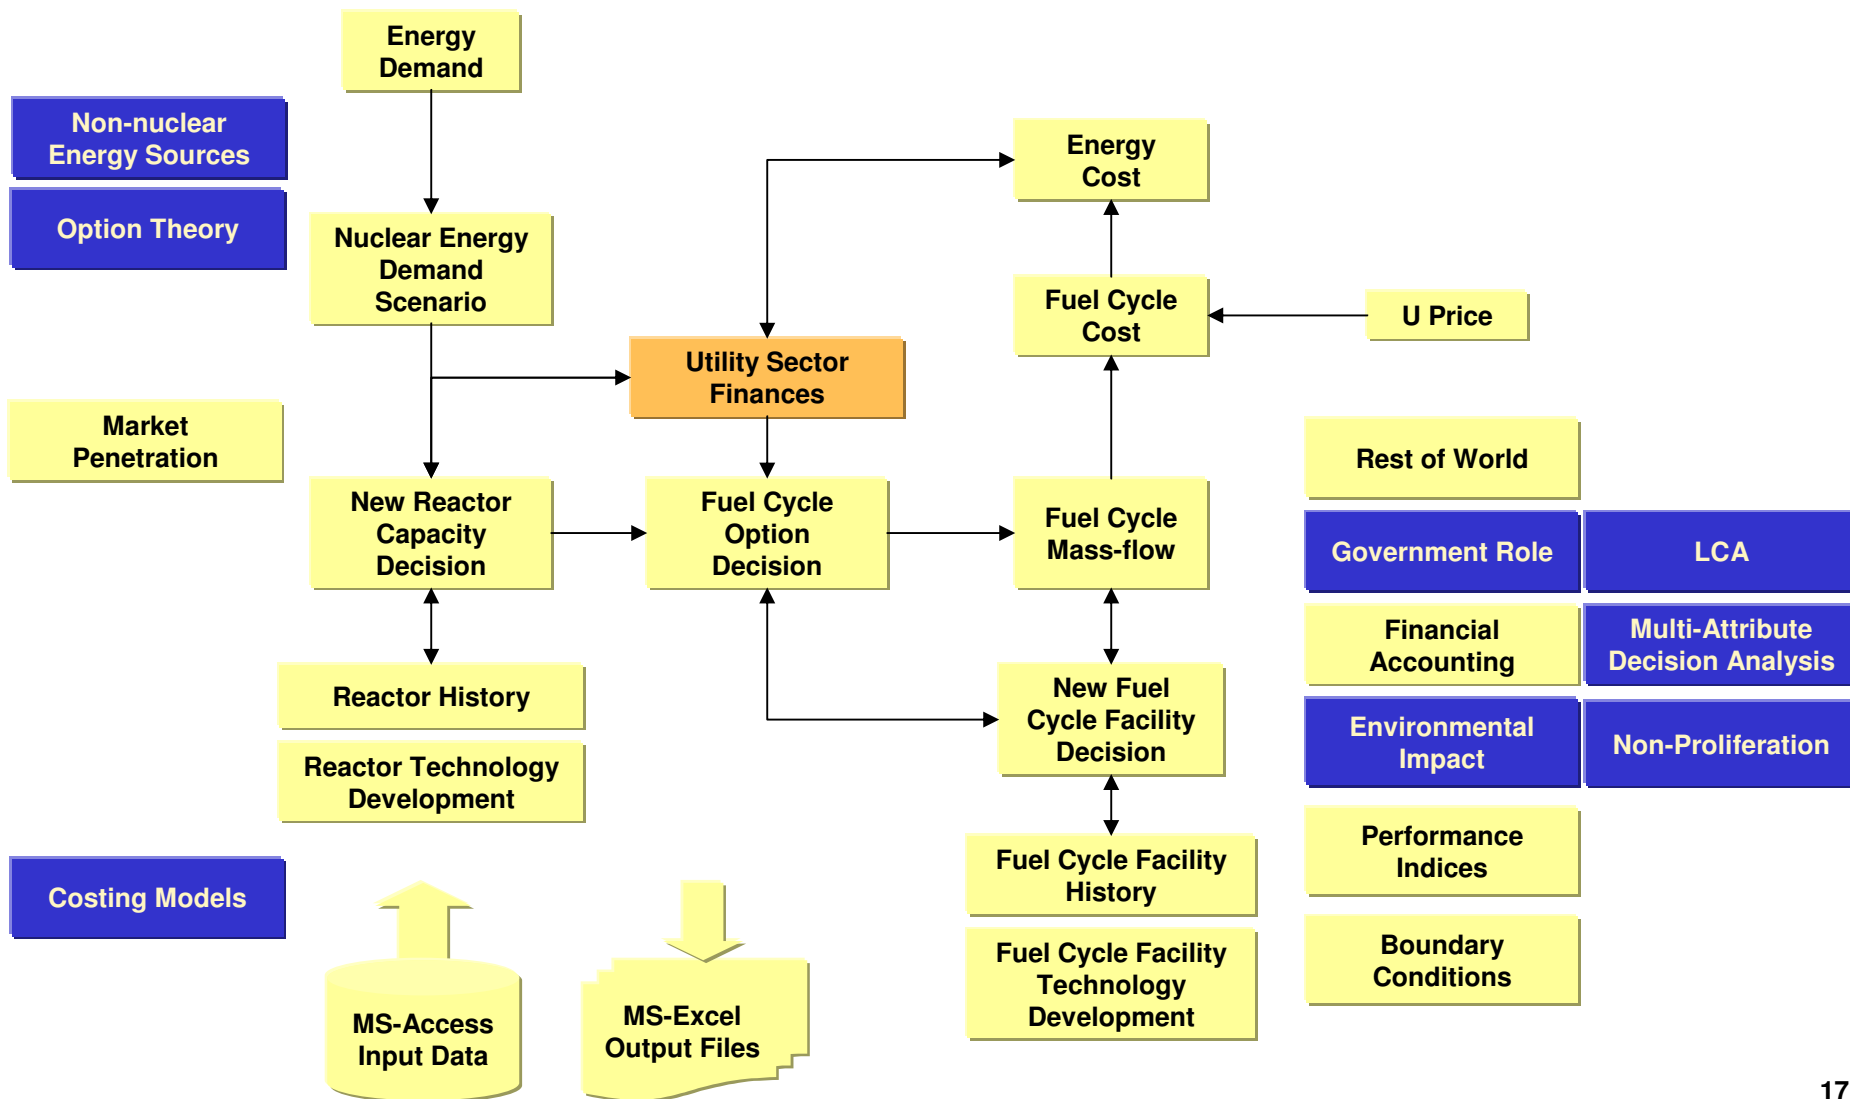 Energy
Demand
Non-nuclear
Energy Sources
Option Theory
Nuclear Energy
Demand
Scenario
Energy
Cost
Fuel Cycle
Cost
U Price
Utility Sector
Finances
Market
Penetration
New Reactor
Capacity
Decision
Fuel Cycle
Option
Decision
Fuel Cycle
Mass-flow
Rest of World
Government Role
LCA
Financial
Accounting
Multi-Attribute
Decision Analysis
Reactor History
New Fuel
Cycle Facility
Decision
Environmental
Impact
Non-Proliferation
Reactor Technology
Development
Performance
Indices
Costing Models
Fuel Cycle Facility
History
Boundary
Conditions
Fuel Cycle Facility
Technology
Development
MS-Access
Input Data
MS-Excel
Output Files
17